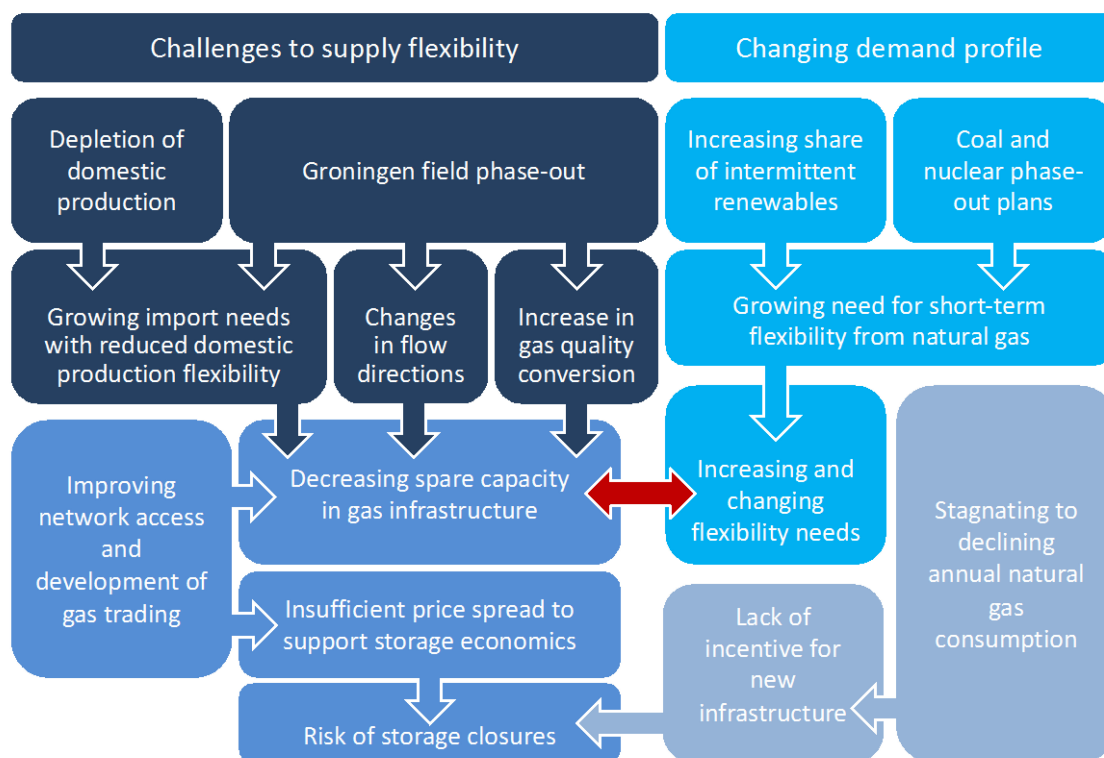 Challenges to supply flexibility
Changing demand profile
Depletion of
domestic
production
Groningen field phase-out
Increasing share
of intermittent
renewables
Coal and
nuclear phase-
out plans
Growing import needs
with reduced domestic
production flexibility
Changes
in flow
directions
Increase in
gas quality
conversion
Growing need for short-term
flexibility from natural gas
Improving
network access
and
development of
gas trading
Decreasing spare capacity
in gas infrastructure
Increasing and
changing
flexibility needs
Stagnating to
declining
annual natural
gas
consumption
Insufficient price spread to
support storage economics
Lack of
incentive for
new
infrastructure
Risk of storage closures